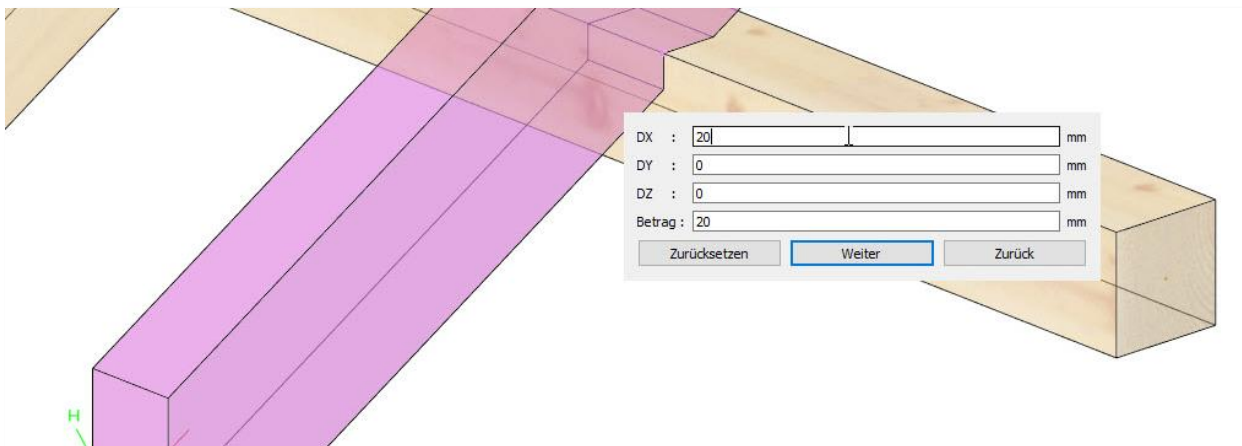 DX : 20 mm
DY : 0 mm
DZ : 0 mm
Betrag : 20 mm
Zurücksetzen Weiter Zurück
H